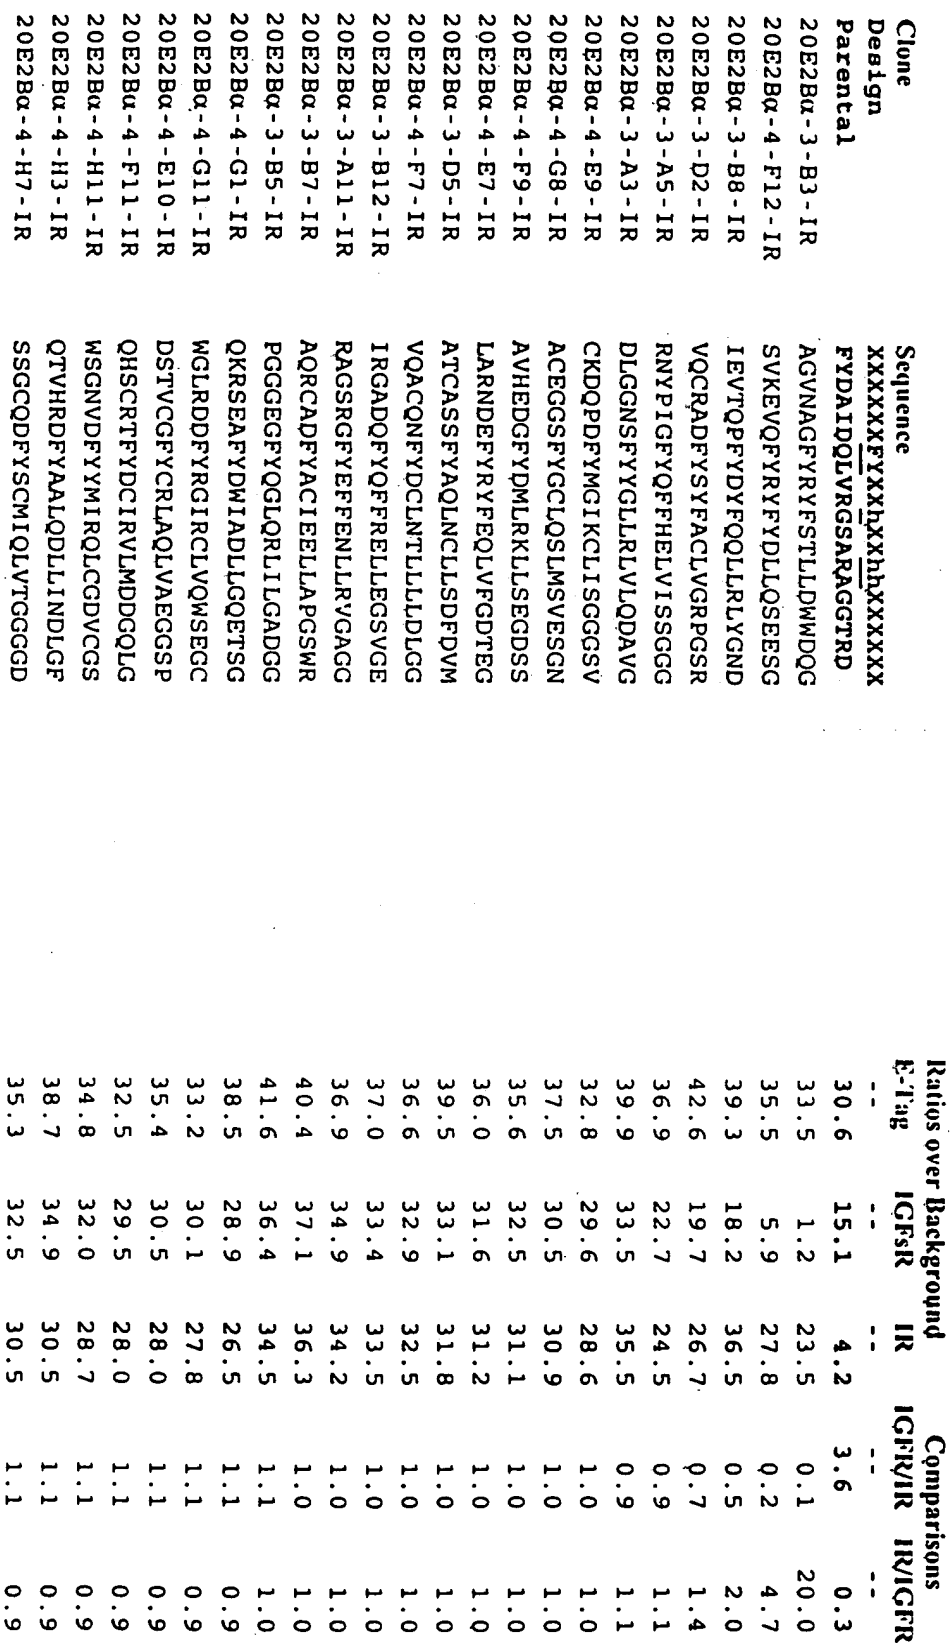 Ratios over Background Comparisons
Clone Sequence E-Tag IGFsR IR IGFR/IR IR/IGFR
Design XXXXXXFYXXhXXhhXXXXXX -- -- -- -- --
Parental FYDAIDQLVRGSARAGGTRD 30.6 15.1 4.2 3.6 0.3
20E2Bα-3-B3-IR AGVNAGFYRYFSTLLDWWDQG 33.5 1.2 23.5 0.1 20.0
20E2Bα-4-F12-IR SVKEVQFYRYFYDLLQSEESG 35.5 5.9 27.8 0.2 4.7
20E2Bα-3-B8-IR IEVTQPFYDYFQQLLRLYGND 39.3 18.2 36.5 0.5 2.0
20E2Bα-3-D2-IR VQCRADFYSYFACLVGRPGSR 42.6 19.7 26.7 0.7 1.4
20E2Bα-3-A5-IR RNYPIGFYQFFHELVISSGGG 36.9 22.7 24.5 0.9 1.1
20E2Bα-3-A3-IR DLGGNSFYYGLLRLVLQDAVG 39.9 33.5 35.5 0.9 1.1
20E2Bα-4-E9-IR CKDQPDFYMGIKCLISGGGSV 32.8 29.6 28.6 1.0 1.0
20E2Bα-4-G8-IR ACEGGSFYGCLQSLMSVESGN 37.5 30.5 30.9 1.0 1.0
20E2Bα-4-F9-IR AVHEDGFYDMLRKLLSEGDSS 35.6 32.5 31.1 1.0 1.0
20E2Bα-4-E7-IR LARNDEFYRYFEQLVFGDTEG 36.0 31.6 31.2 1.0 1.0
20E2Bα-3-D5-IR ATCASSFYAQLNCLLSDFDVM 39.5 33.1 31.8 1.0 1.0
20E2Bα-4-F7-IR VQACQNFYDCLNTLLLLDLGG 36.6 32.9 32.5 1.0 1.0
20E2Bα-3-B12-IR IRGADQFYQFFRELLEGSVGE 37.0 33.4 33.5 1.0 1.0
20E2Bα-3-A11-IR RAGSRGFYEFFENLLRVGAGG 36.9 34.9 34.2 1.0 1.0
20E2Bα-3-B7-IR AQRCADFYACIEELLAPGSWR 40.4 37.1 36.3 1.0 1.0
20E2Bα-3-B5-IR PGGGEGFYQGLQRLILGADGG 41.6 36.4 34.5 1.1 1.0
20E2Bα-4-G1-IR QKRSEAFYDWIADLLGQETSG 38.5 28.9 26.5 1.1 0.9
20E2Bα-4-G11-IR WGLRDDFYRGIRCLVQWSEGC 33.2 30.1 27.8 1.1 0.9
20E2Bα-4-E10-IR DSTVCGFYCRLAQLVAEGGSP 35.4 30.5 28.0 1.1 0.9
20E2Bα-4-F11-IR QHSCRTFYDCIRVLMDDGQLG 32.5 29.5 28.0 1.1 0.9
20E2Bα-4-H11-IR WSGNVDFYYMIRQLCGDVCGS 34.8 32.0 28.7 1.1 0.9
20E2Bα-4-H3-IR QTVHRDFYAALQDLLINDLGF 38.7 34.9 30.5 1.1 0.9
20E2Bα-4-H7-IR SSGCQDFYSCMIQLVTGGGGD 35.3 32.5 30.5 1.1 0.9